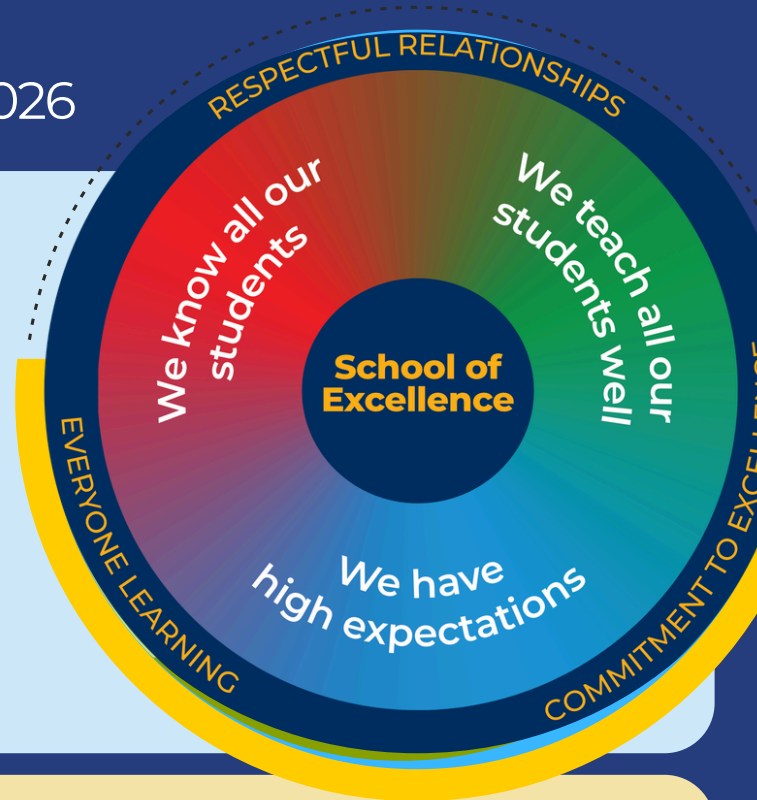 026
RESPECTFUL RELATIONSHIPS
We know all our
students
We teach all our
students well
School of
Excellence
We have
high expectations
EVERYONE LEARNING
COMMITMENT TO EXCELLENCE